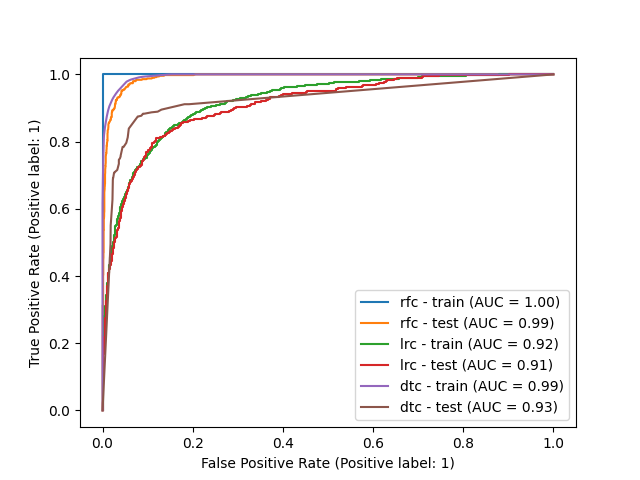 1.0
0.8
0.6
0.4
0.2
0.0
True Positive Rate (Positive label: 1)
rfc - train (AUC = 1.00)
rfc - test (AUC = 0.99)
lrc - train (AUC = 0.92)
lrc - test (AUC = 0.91)
dtc - train (AUC = 0.99)
dtc - test (AUC = 0.93)
0.0 0.2 0.4 0.6 0.8 1.0
False Positive Rate (Positive label: 1)